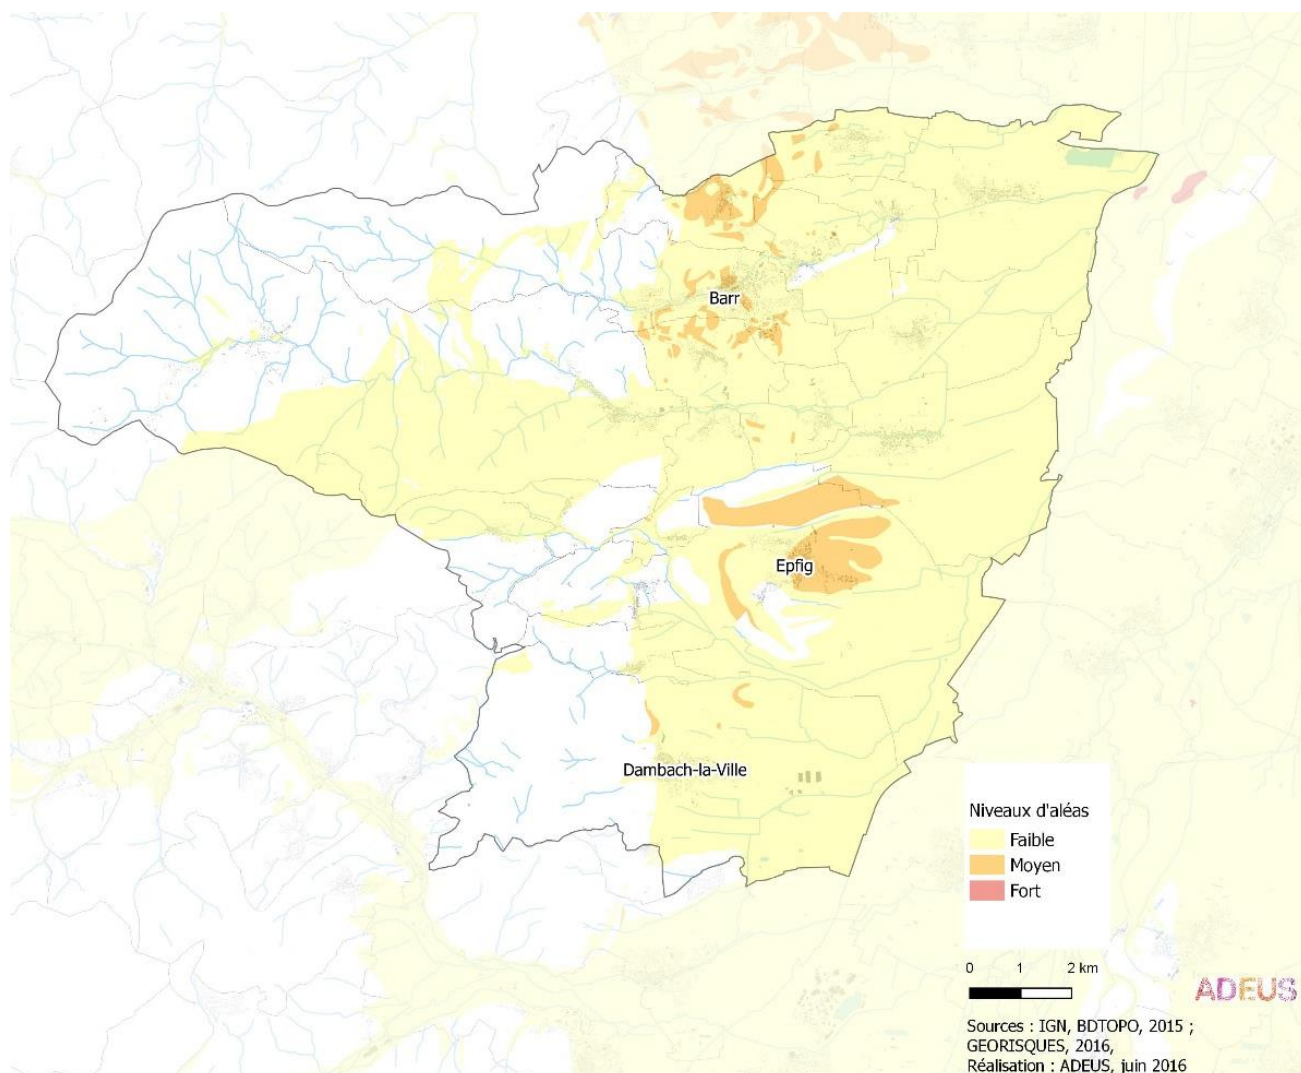 Barr
Epfig
Dambach-la-Ville
Niveaux d'aléas
Faible
Moyen
Fort
0 1 2 km
ADEUS
Sources : IGN, BDTOPO, 2015 ;
GEORISQUES, 2016,
Réalisation : ADEUS, juin 2016